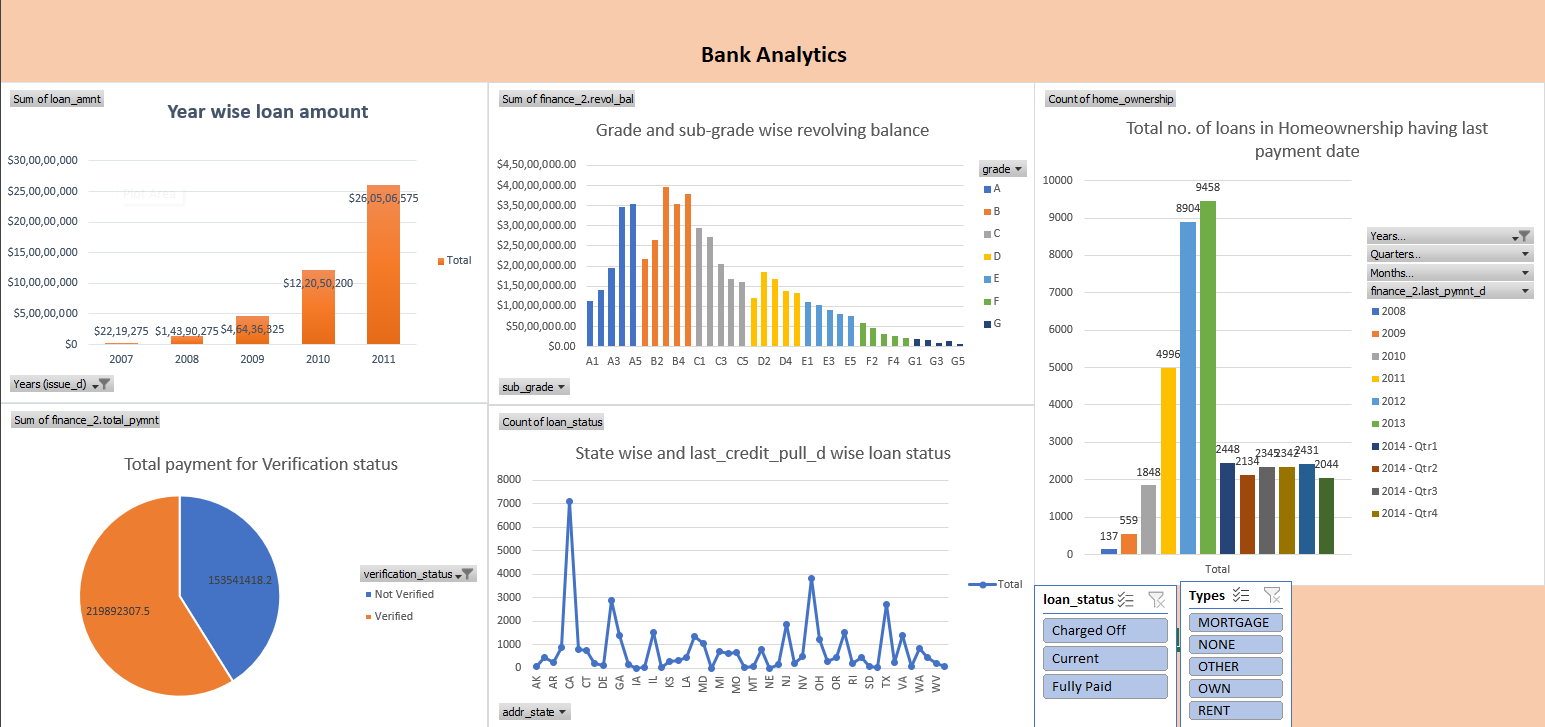 Bank Analytics
Sum of loan_amnt
Year wise loan amount
$30,00,00,000
$25,00,00,000
$20,00,00,000
$15,00,00,000
$10,00,00,000
$5,00,00,000
$0
Plot Area
$22,19,275
$1,43,90,275
$4,64,36,325
$12,20,50,200
$26,05,06,575
2007
2008
2009
2010
2011
Total
Years (issue_d)
Sum of finance_2.revol_bal
Grade and sub-grade wise revolving balance
$4,50,00,000.00
$4,00,00,000.00
$3,50,00,000.00
$3,00,00,000.00
$2,50,00,000.00
$2,00,00,000.00
$1,50,00,000.00
$1,00,00,000.00
$50,00,000.00
$0.00
A1 A3 A5 B2 B4 C1 C3 C5 D2 D4 E1 E3 E5 F2 F4 G1 G3 G5
grade
A
B
C
D
E
F
G
sub_grade
Count of home_ownership
Total no. of loans in Homeownership having last
payment date
10000
9000
8000
7000
6000
5000
4000
3000
2000
1000
0
137
559
1848
4996
8904
9458
2448
2134
2345
2342
2431
2044
Total
Years...
Quarters...
Months...
finance_2.last_pymnt_d
2008
2009
2010
2011
2012
2013
2014 - Qtr1
2014 - Qtr2
2014 - Qtr3
2014 - Qtr4
Sum of finance_2.total_pymnt
Total payment for Verification status
153541418.2
219892307.5
verification_status
Not Verified
Verified
Count of loan_status
State wise and last_credit_pull_d wise loan status
8000
7000
6000
5000
4000
3000
2000
1000
0
AK AR CA CT DE GA IA IL KS LA MD MI MO MT NE NJ NV OH OR RI SD TX VA WA WV
Total
addr_state
loan_status
Charged Off
Current
Fully Paid
Types
MORTGAGE
NONE
OTHER
OWN
RENT